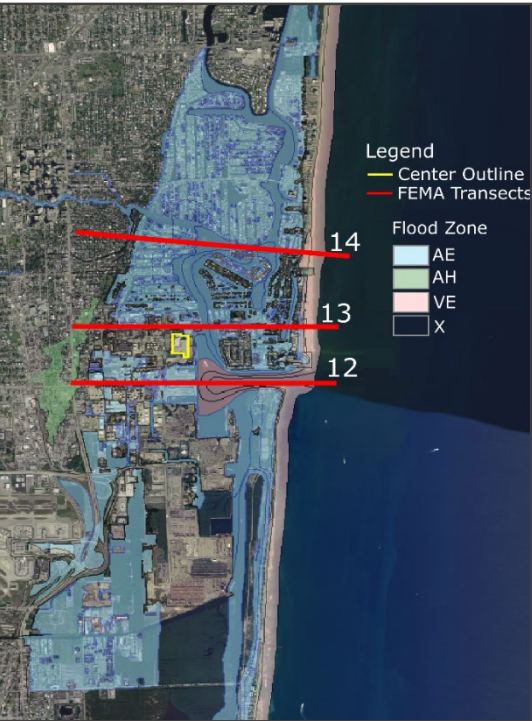 Legend
Center Outline
FEMA Transects
Flood Zone
AE
AH
VE
X
14
13
12